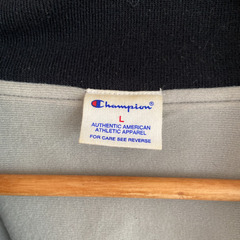 Champion®
L
AUTHENTIC AMERICAN
ATHLETIC APPAREL
FOR CARE SEE REVERSE